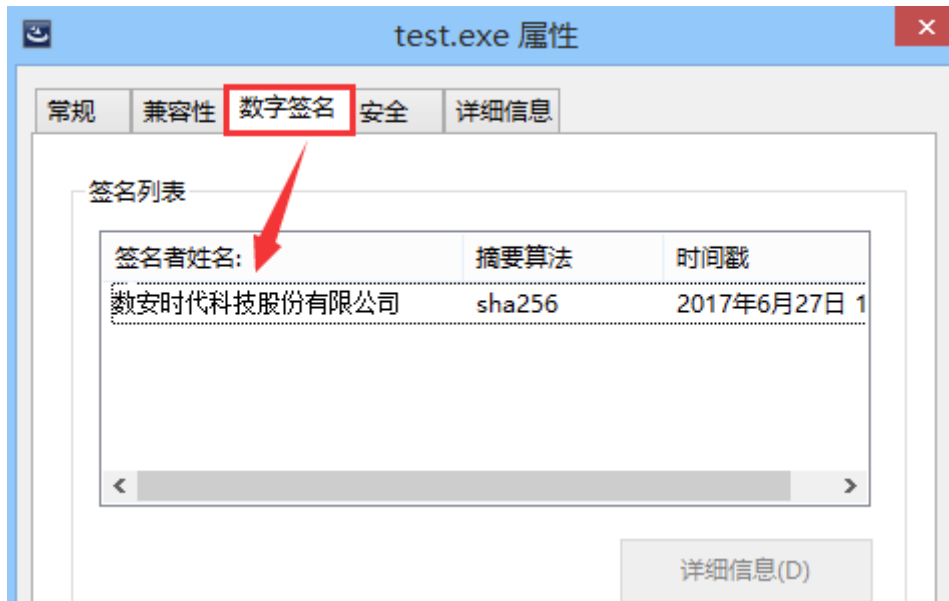 test.exe 属性
常规 兼容性 数字签名 安全 详细信息
签名列表
签名者姓名: 摘要算法 时间戳
数安时代科技股份有限公司 sha256 2017年6月27日 1
详细信息(D)